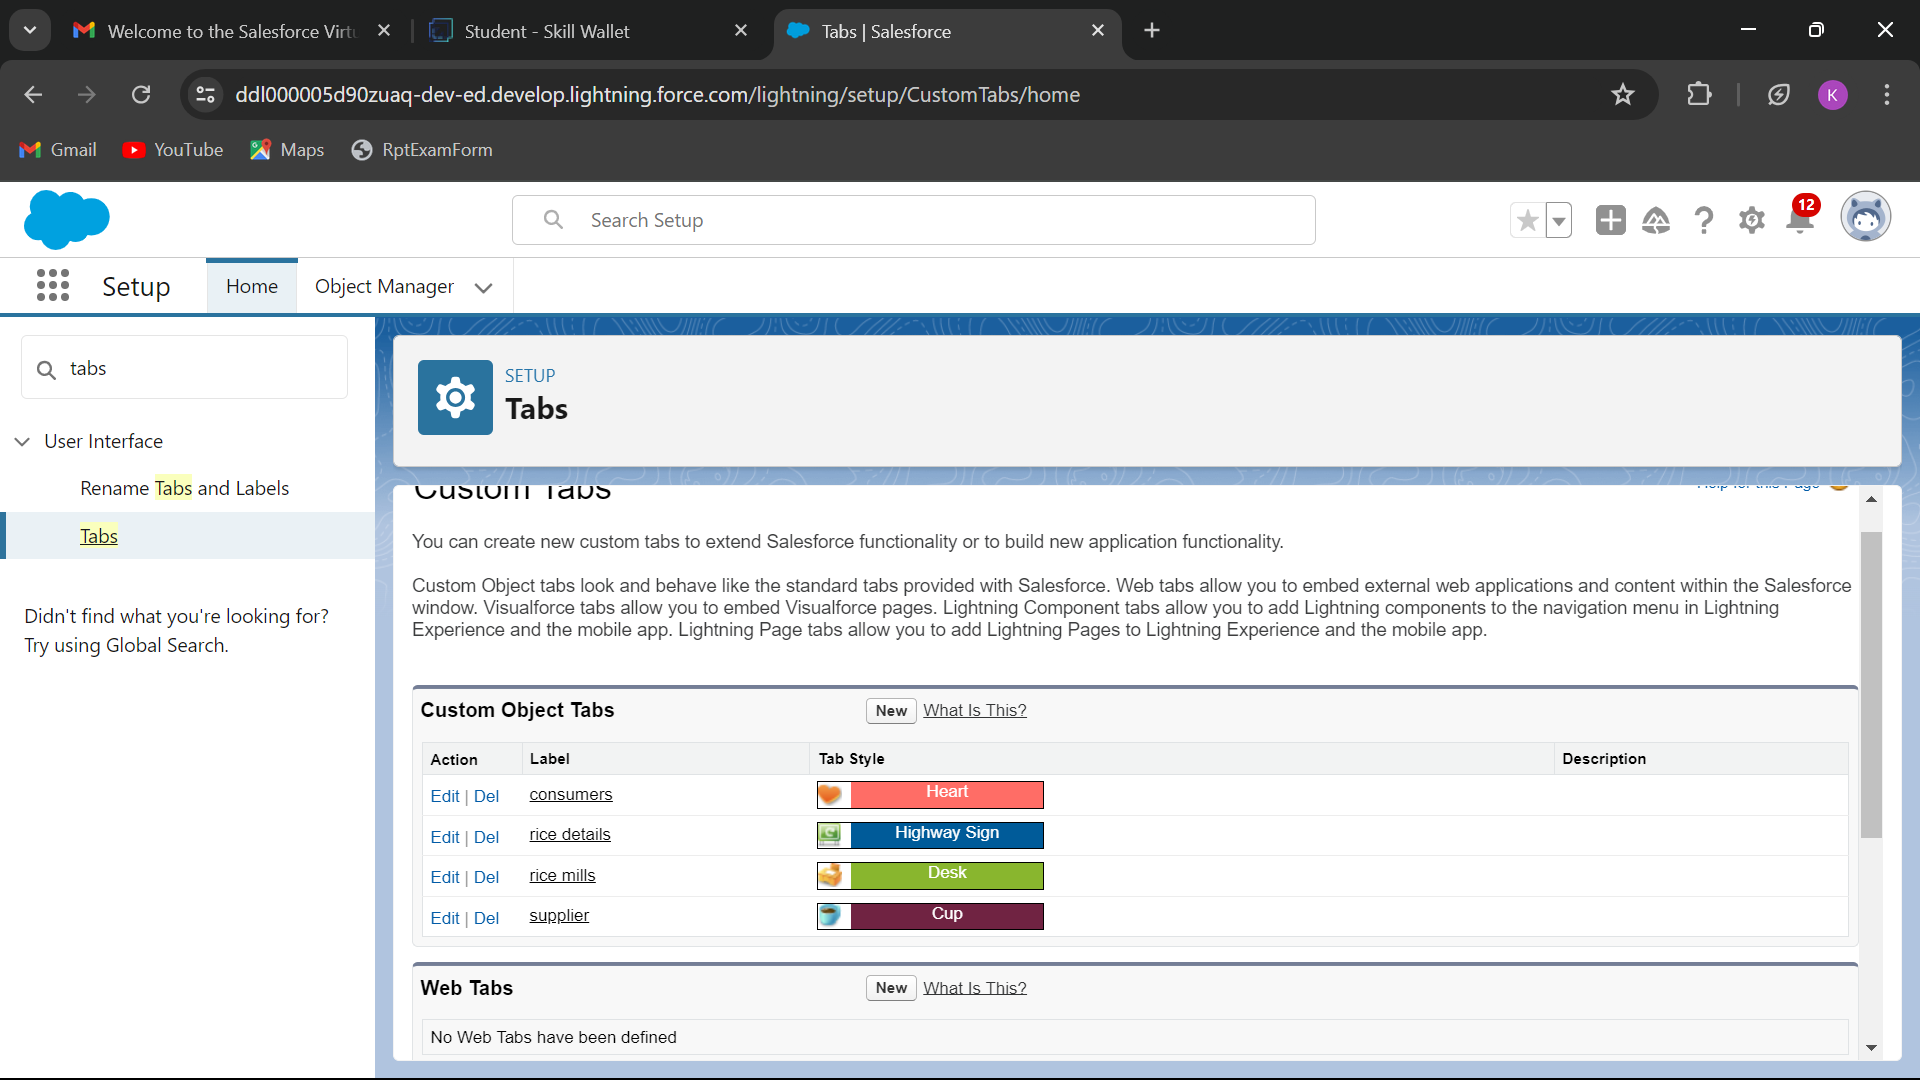 Welcome to the Salesforce Virtu
Student - Skill Wallet
Tabs | Salesforce
ddl000005d90zuaq-dev-ed.develop.lightning.force.com/lightning/setup/CustomTabs/home
K
Gmail
YouTube
Maps
RptExamForm
Search Setup
12
Setup
Home
Object Manager
tabs
User Interface
Rename Tabs and Labels
Tabs
Didn't find what you're looking for?
Try using Global Search.
SETUP
Tabs
Custom Tabs
Help for this Page
You can create new custom tabs to extend Salesforce functionality or to build new application functionality.
Custom Object tabs look and behave like the standard tabs provided with Salesforce. Web tabs allow you to embed external web applications and content within the Salesforce
window. Visualforce tabs allow you to embed Visualforce pages. Lightning Component tabs allow you to add Lightning components to the navigation menu in Lightning
Experience and the mobile app. Lightning Page tabs allow you to add Lightning Pages to Lightning Experience and the mobile app.
Custom Object Tabs
New
What Is This?
Action Label Tab Style Description
Edit | Del consumers Heart
Edit | Del rice details Highway Sign
Edit | Del rice mills Desk
Edit | Del supplier Cup
Web Tabs
New
What Is This?
No Web Tabs have been defined